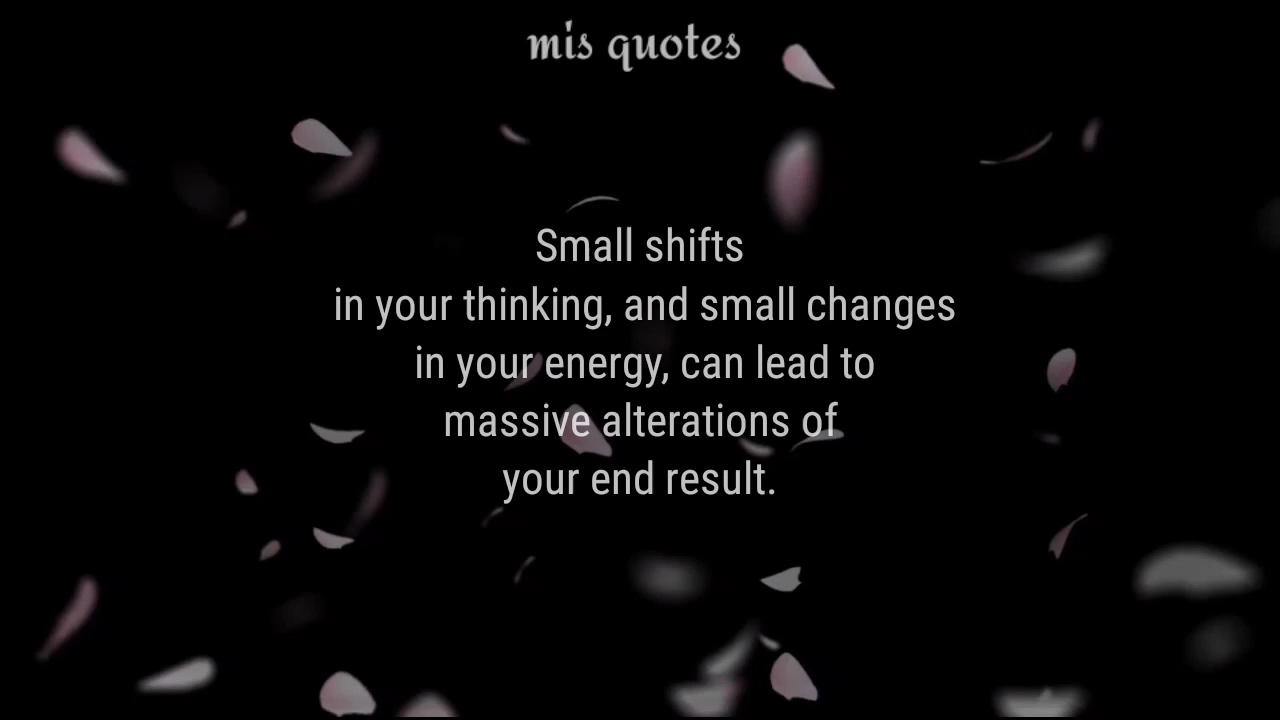 mis quotes
Small shifts
in your thinking, and small changes
in your energy, can lead to
massive alterations of
your end result.